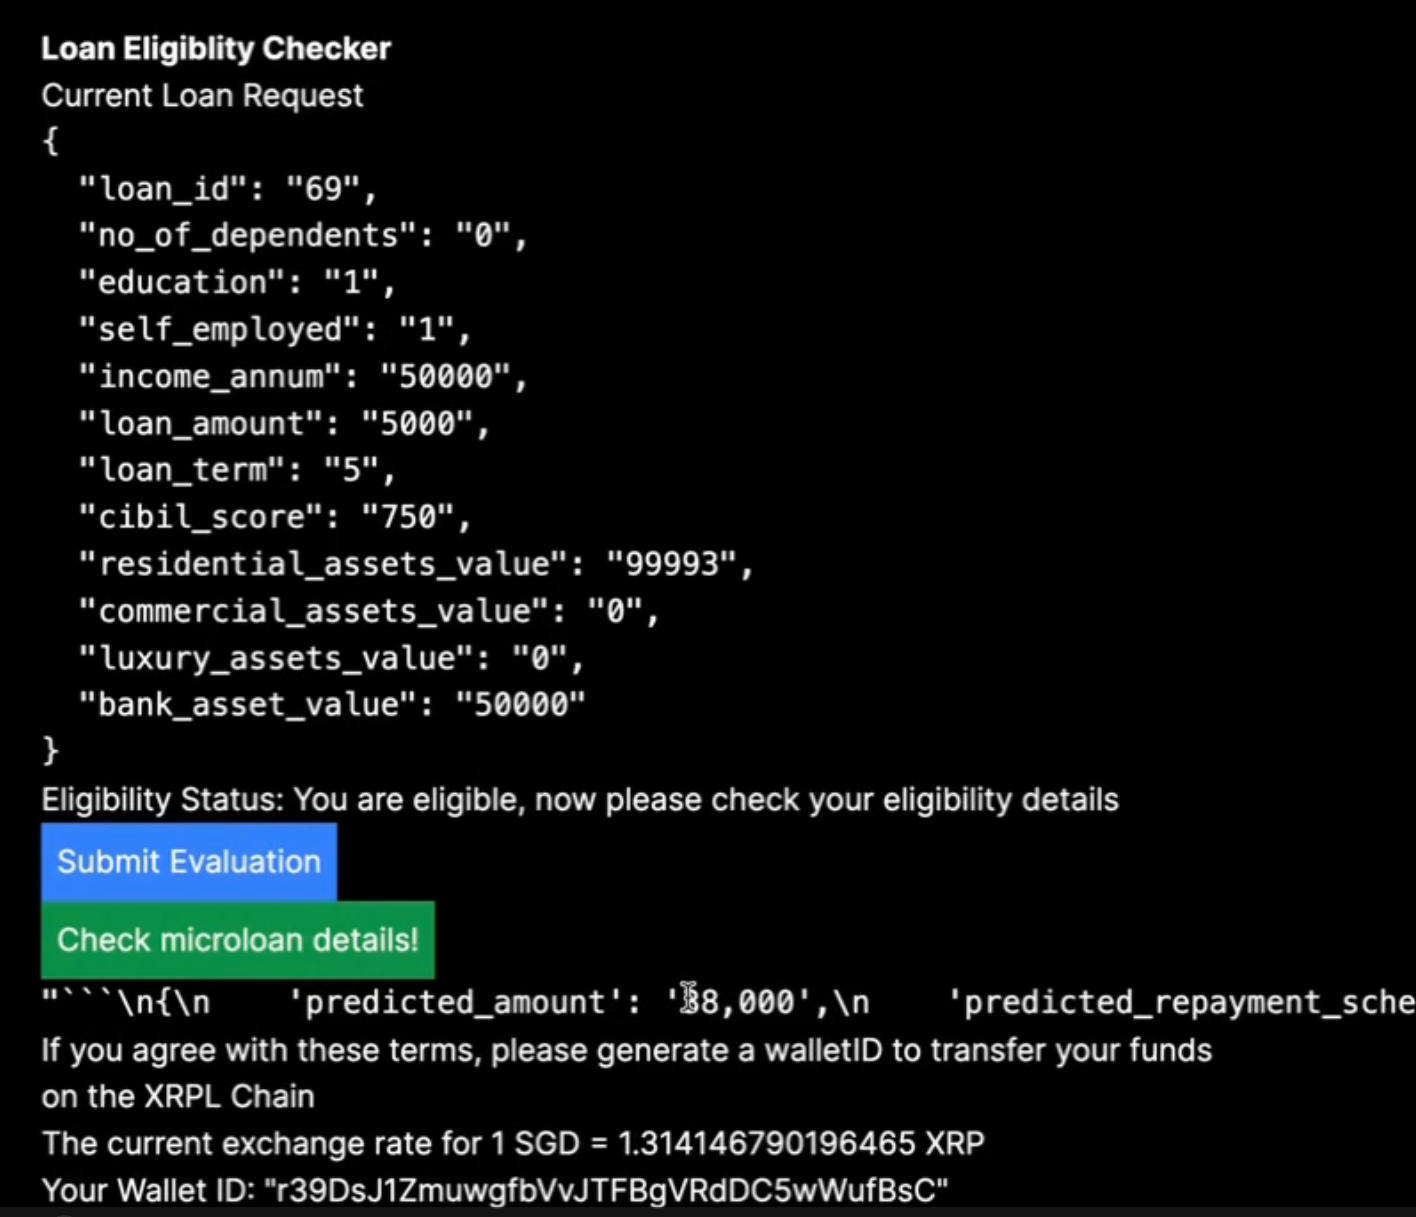 Loan Eligiblity Checker
Current Loan Request
{
"loan_id": "69",
"no_of_dependents": "0",
"education": "1",
"self_employed": "1",
"income_annum": "50000",
"loan_amount": "5000",
"loan_term": "5",
"cibil_score": "750",
"residential_assets_value": "99993",
"commercial_assets_value": "0",
"luxury_assets_value": "0",
"bank_asset_value": "50000"
}
Eligibility Status: You are eligible, now please check your eligibility details
Submit Evaluation
Check microloan details!
"```\n{\n    'predicted_amount': ',\n    'predicted_repayment_sche
If you agree with these terms, please generate a walletID to transfer your funds
on the XRPL Chain
The current exchange rate for 1 SGD = 1.314146790196465 XRP
Your Wallet ID: "r39DsJ1ZmuwgfbVvJTFBgVRdDC5wWufBsC"